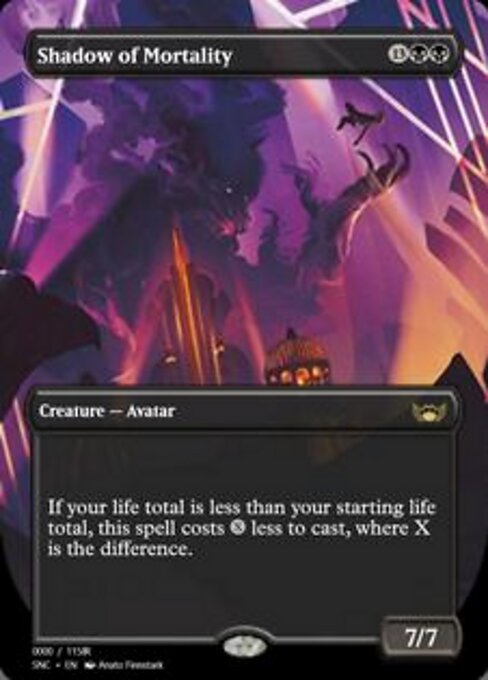 Shadow of Mortality
Creature — Avatar
If your life total is less than your starting life
total, this spell costs X less to cast, where X
is the difference.
7/7
SNC • EN Anato Finnstark